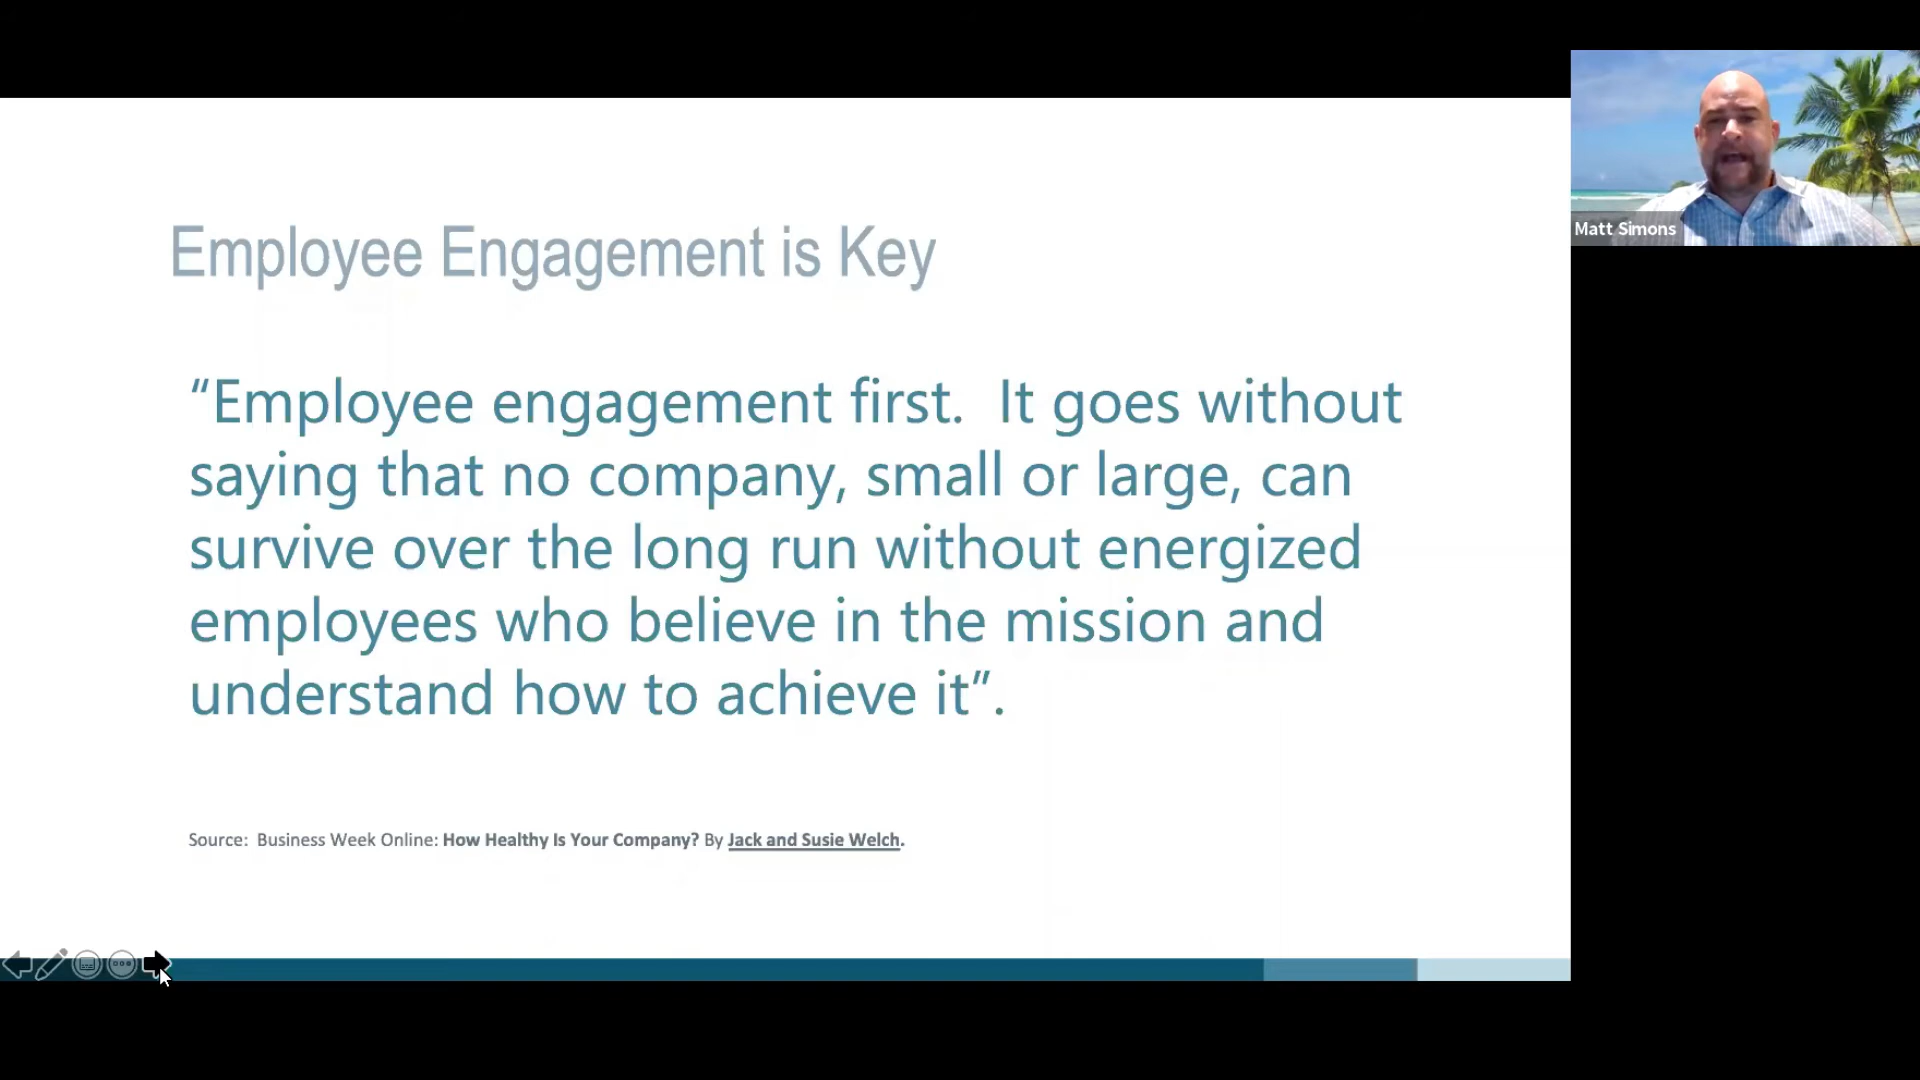 Matt Simons
Employee Engagement is Key
“Employee engagement first.  It goes without
saying that no company, small or large, can
survive over the long run without energized
employees who believe in the mission and
understand how to achieve it”.
Source:  Business Week Online: How Healthy Is Your Company? By Jack and Susie Welch.